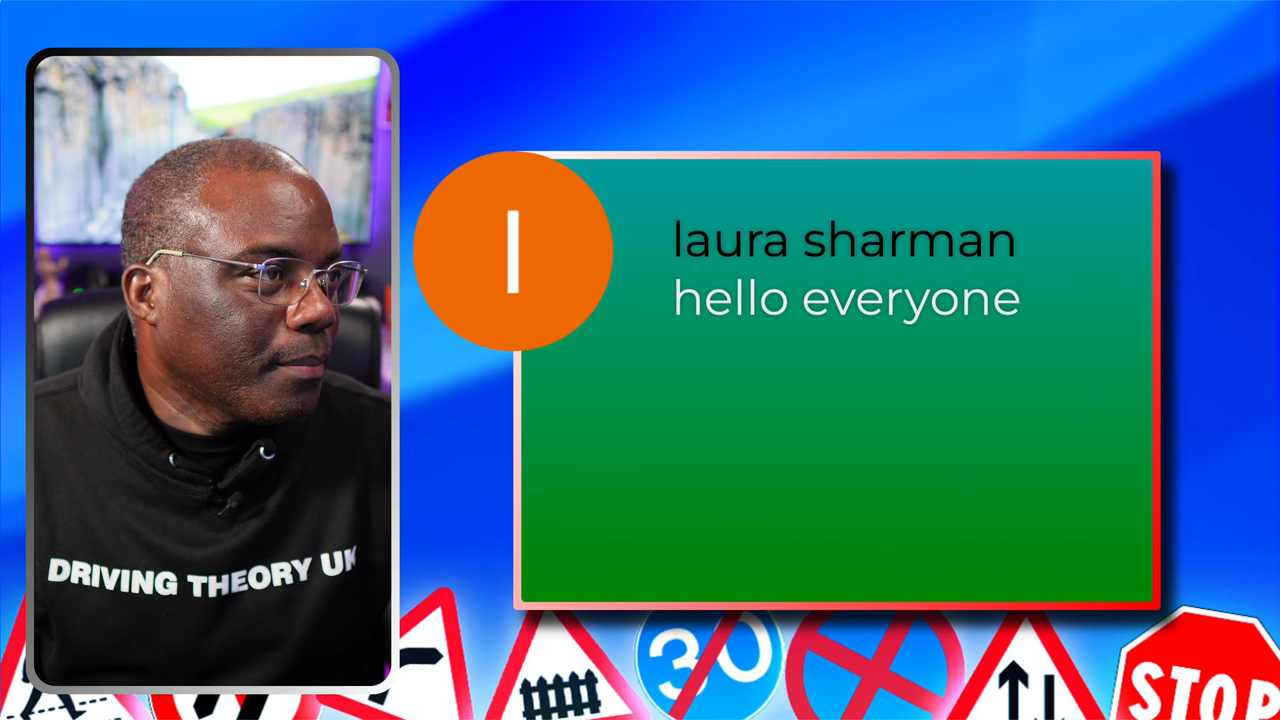 l
laura sharman
hello everyone
DRIVING THEORY UK
30
STOP